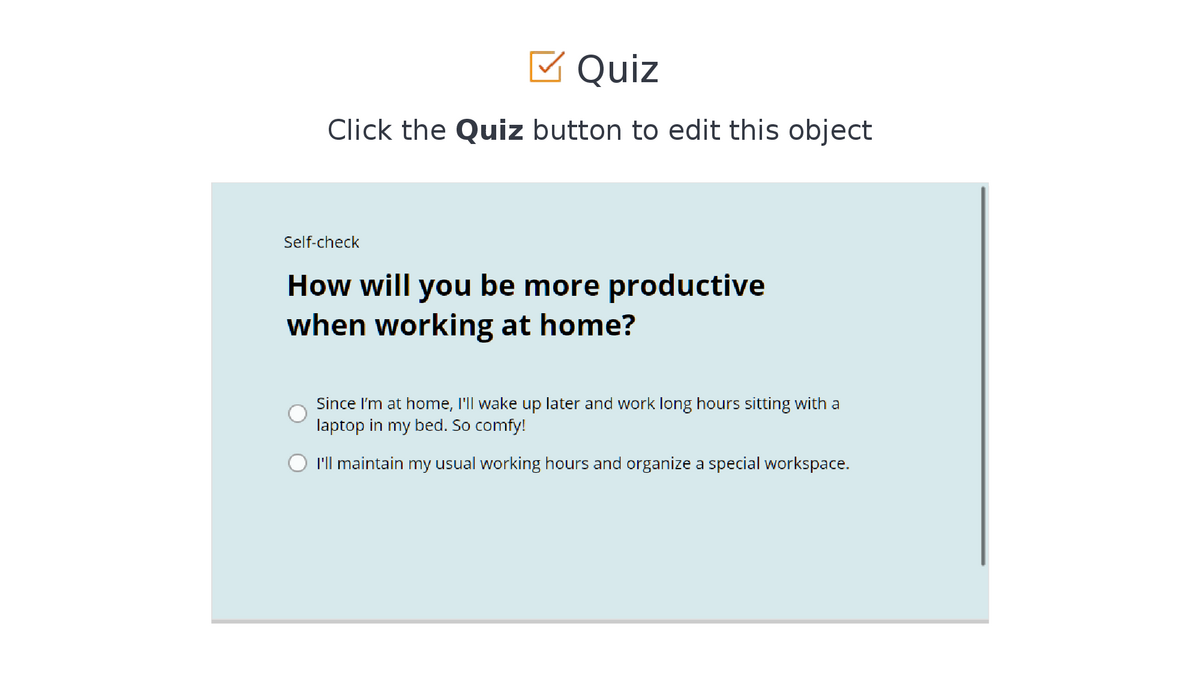 Quiz
Click the Quiz button to edit this object
Self-check
How will you be more productive
when working at home?
Since I'm at home, I'll wake up later and work long hours sitting with a
laptop in my bed. So comfy!
I'll maintain my usual working hours and organize a special workspace.